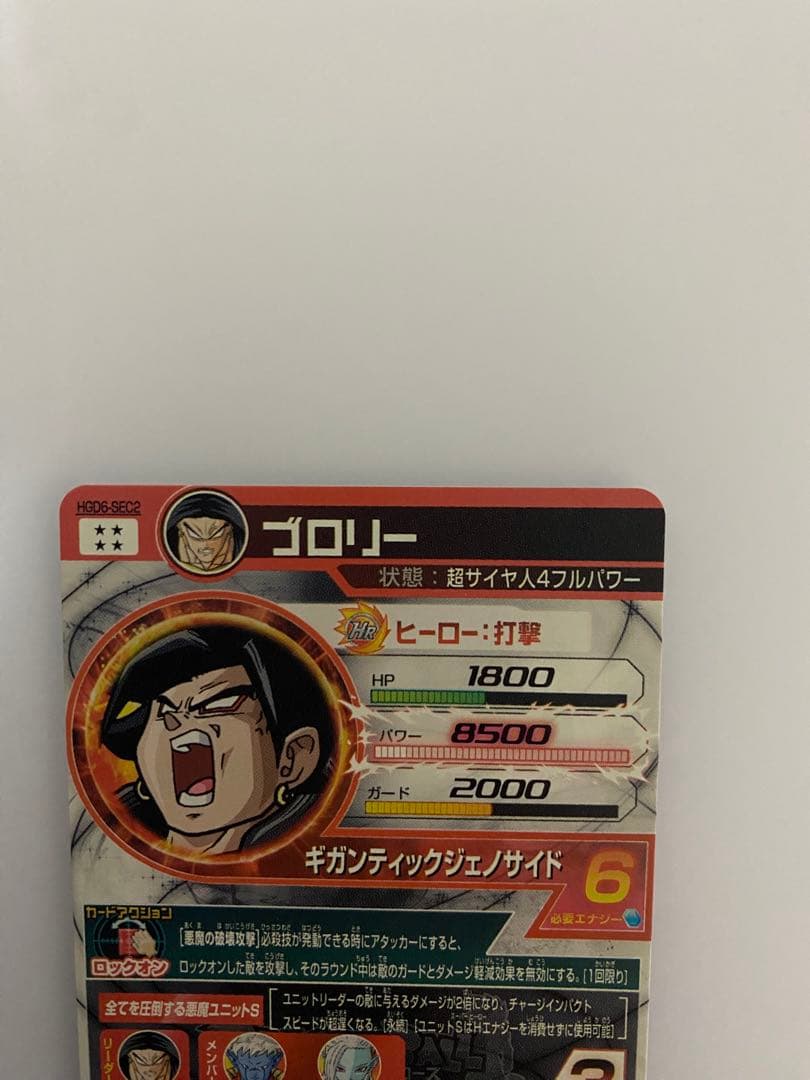 HGD6-SEC2
ゴロリー
状態：超サイヤ人4フルパワー
HR ヒーロー：打撃
HP 1800
パワー 8500
ガード 2000
ギガンティックジェノサイド
6
必要エナジー
カードアクション
ロックオン
[悪魔の破壊攻撃]必殺技が発動できる時にアタッカーにすると、
ロックオンした敵を攻撃し、そのラウンド中は敵のガードとダメージ軽減効果を無効にする。[1回限り]
全てを圧倒する悪魔ユニットS
ユニットリーダーの敵に与えるダメージが2倍になり、チャージインパクト
スピードが超遅くなる。[永続] [ユニットSはHエナジーを消費せずに使用可能]
リーダー
メンバー
3